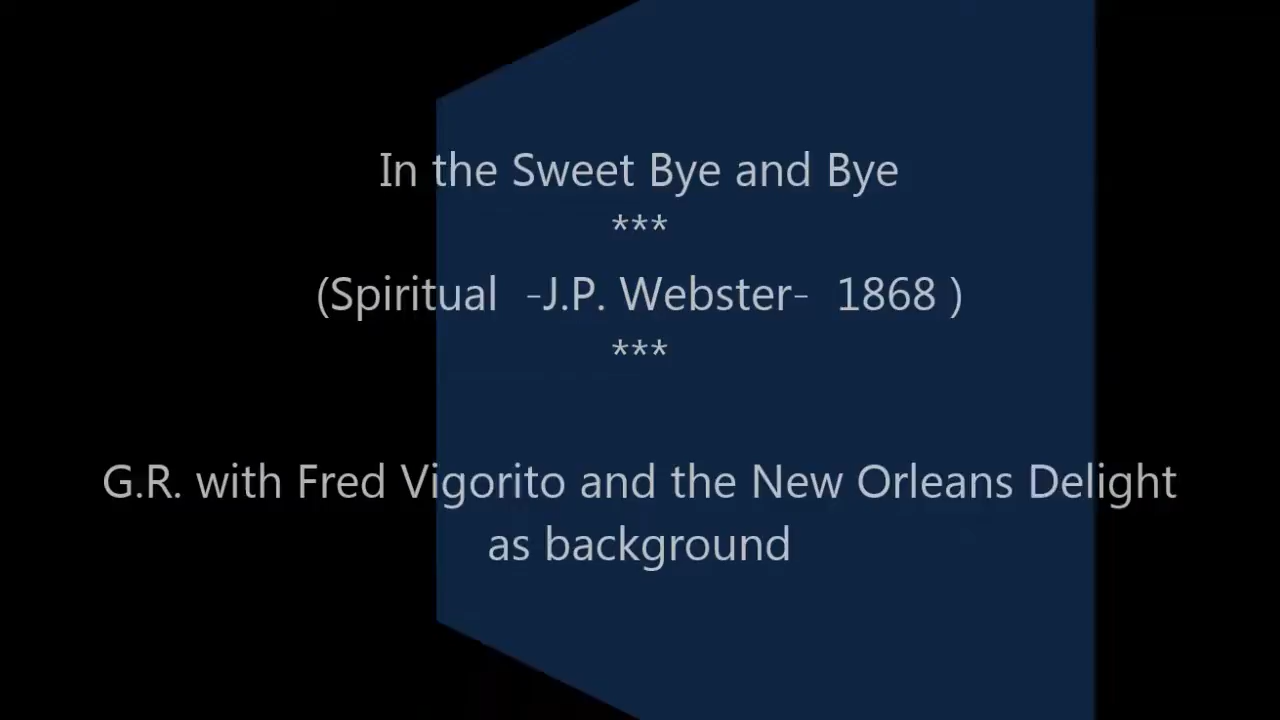 In the Sweet Bye and Bye
***
(Spiritual  -J.P. Webster-  1868 )
***
G.R. with Fred Vigorito and the New Orleans Delight
as background